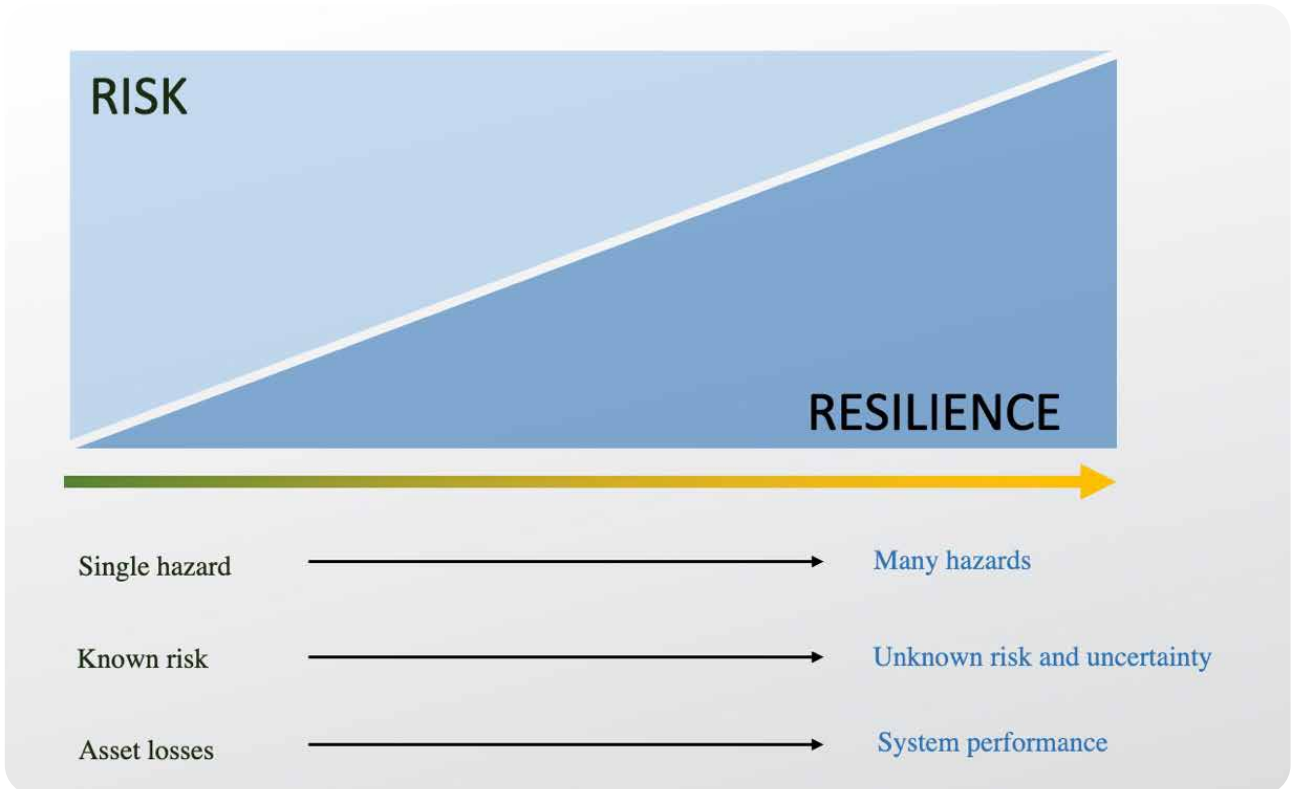 RISK
RESILIENCE
Single hazard
Many hazards
Known risk
Unknown risk and uncertainty
Asset losses
System performance